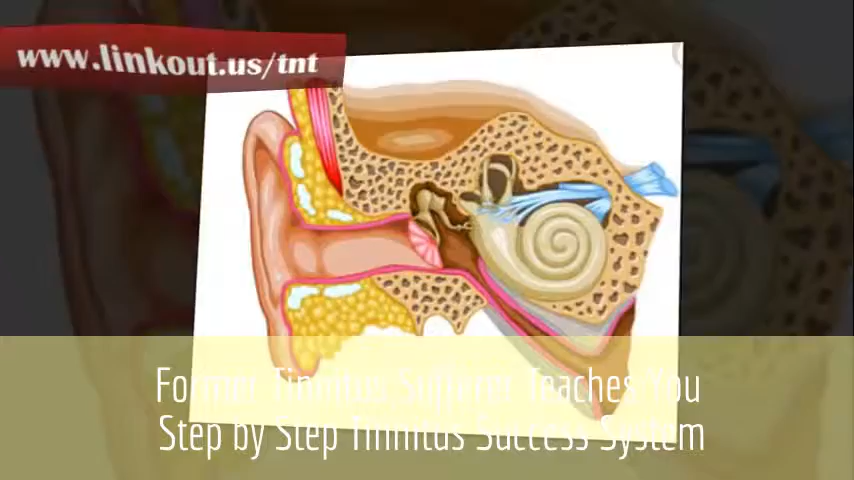 www.linkout.us/tnt
Former Tinnitus Sufferer Teaches You
Step by Step Tinnitus Success System